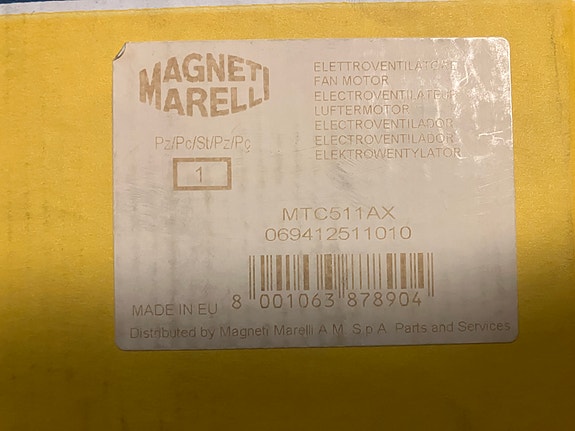 MAGNETI
MARELLI
Pz/Pc/St/Pz/Pç
1
ELETTROVENTILATORE
FAN MOTOR
ELECTROVENTILATEUR
LUFTERMOTOR
ELECTROVENTILADOR
ELECTROVENTILADOR
ELEKTROWENTYLATOR
MTC511AX
069412511010
8 001063 878904
MADE IN EU
Distributed by Magneti Marelli A.M. S.p.A. Parts and Services